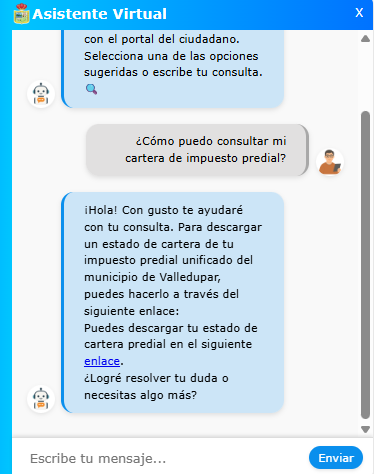 Asistente Virtual
X
con el portal del ciudadano.
Selecciona una de las opciones
sugeridas o escribe tu consulta.
¿Cómo puedo consultar mi
cartera de impuesto predial?
¡Hola! Con gusto te ayudaré
con tu consulta. Para descargar
un estado de cartera de tu
impuesto predial unificado del
municipio de Valledupar,
puedes hacerlo a través del
siguiente enlace:
Puedes descargar tu estado de
cartera predial en el siguiente
enlace.
¿Logré resolver tu duda o
necesitas algo más?
Escribe tu mensaje...
Enviar